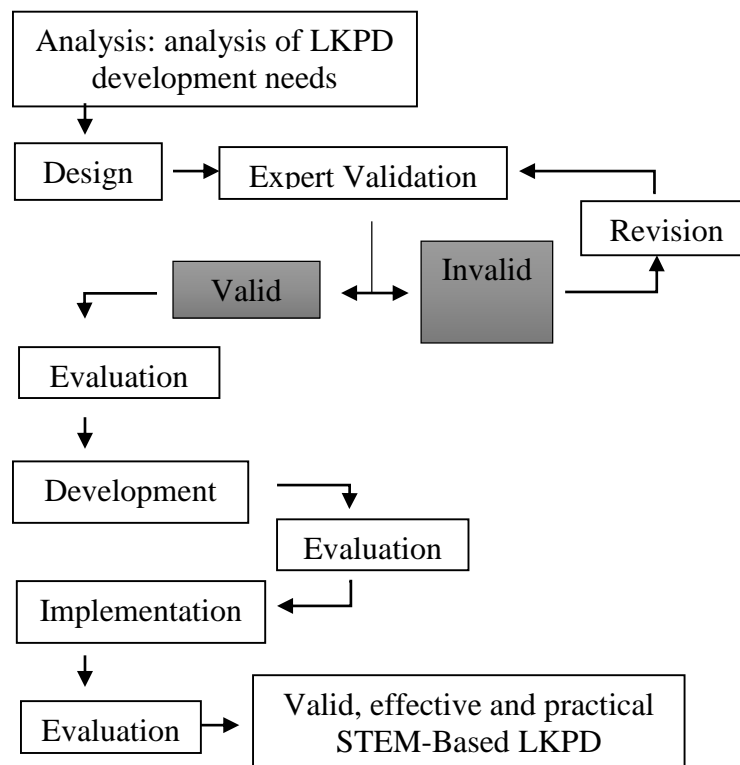 Analysis: analysis of LKPD
development needs
Design
Expert Validation
Revision
Valid
Invalid
Evaluation
Development
Evaluation
Implementation
Evaluation
Valid, effective and practical
STEM-Based LKPD